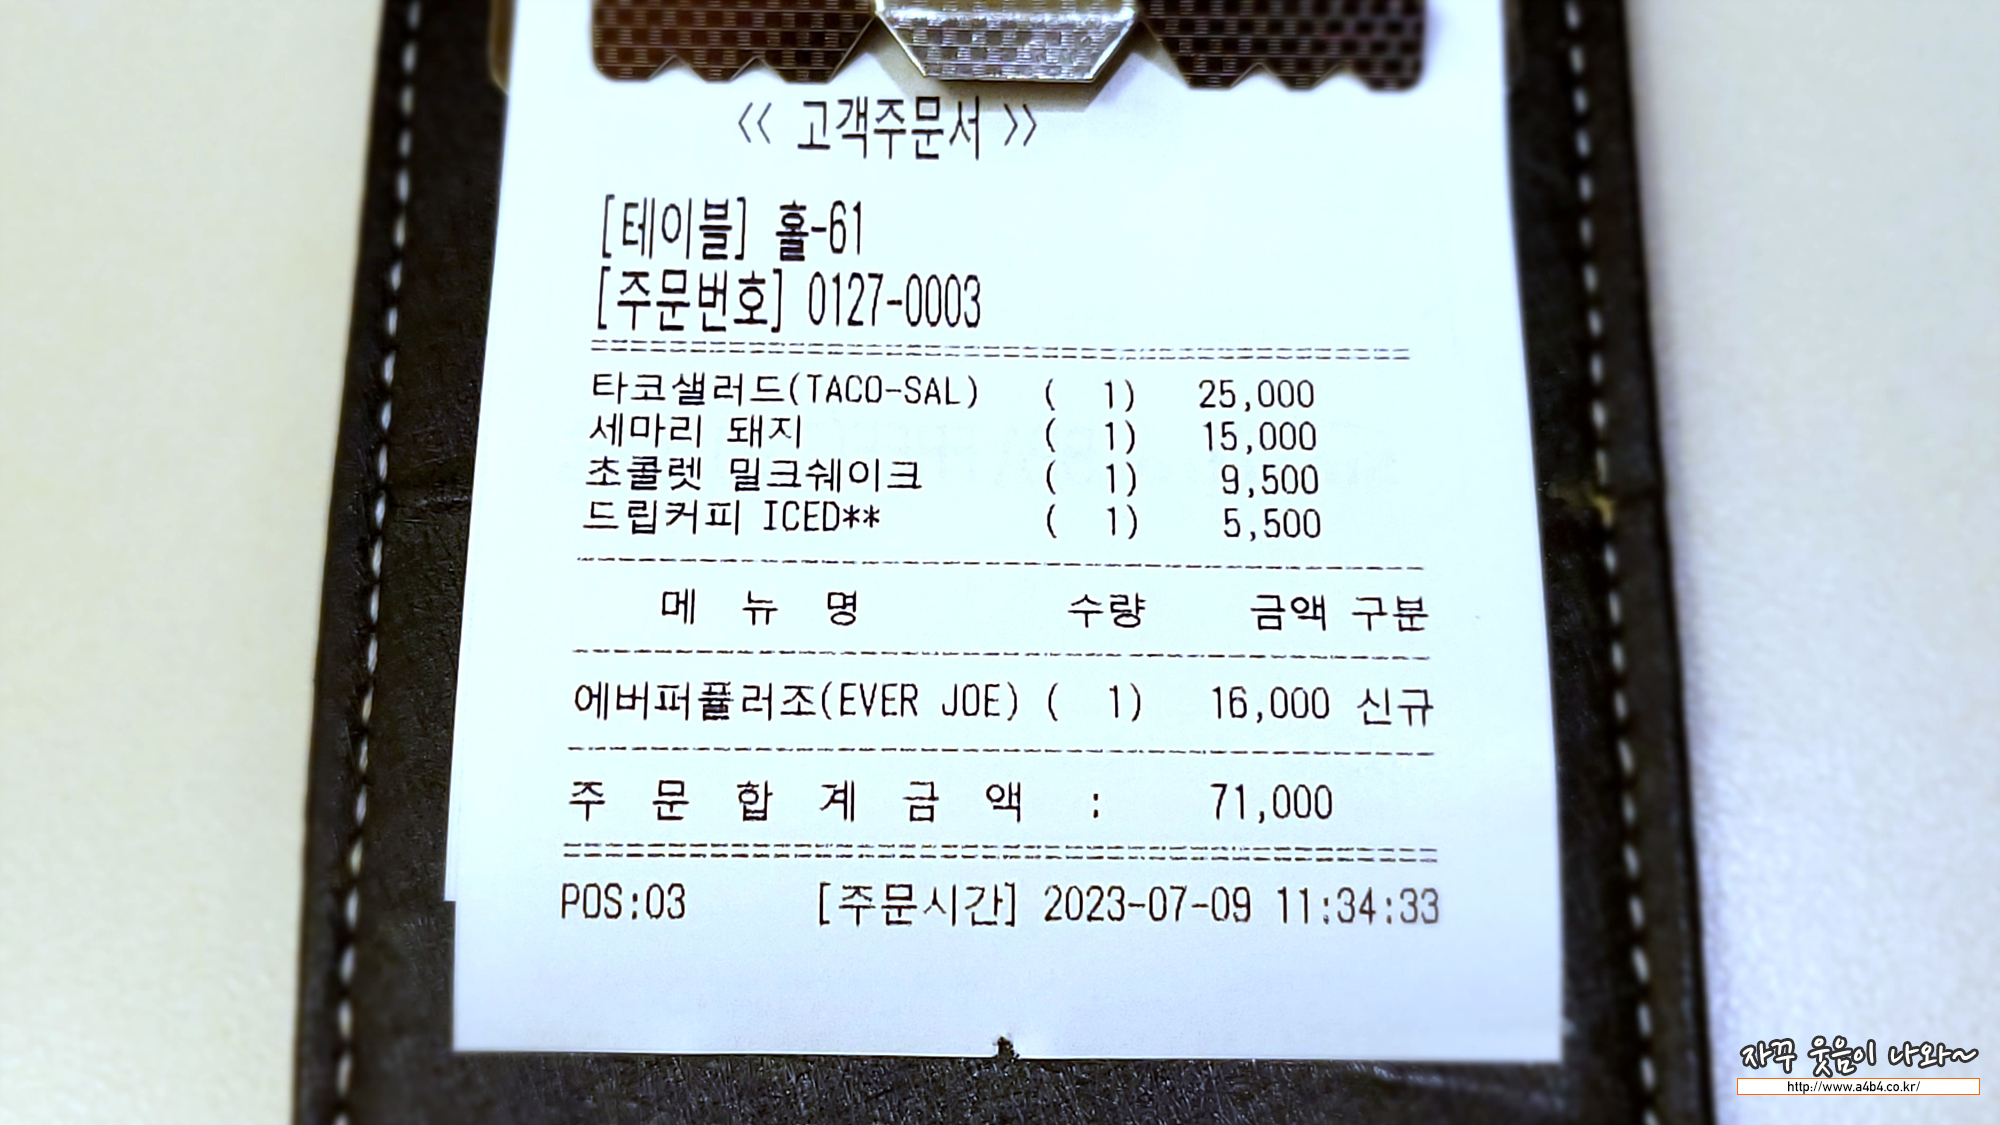 << 고객주문서 >>
[테이블] 홀-61
[주문번호] 0127-0003
타코샐러드(TACO-SAL) ( 1) 25,000
세마리 돼지 ( 1) 15,000
초콜렛 밀크쉐이크 ( 1) 9,500
드립커피 ICED** ( 1) 5,500
메 뉴 명 수량 금액 구분
에버퍼퓰러조(EVER JOE) ( 1) 16,000 신규
주 문 합 계 금 액 : 71,000
POS:03 [주문시간] 2023-07-09 11:34:33
자꾸 웃음이 나와~
http://www.a4b4.co.kr/